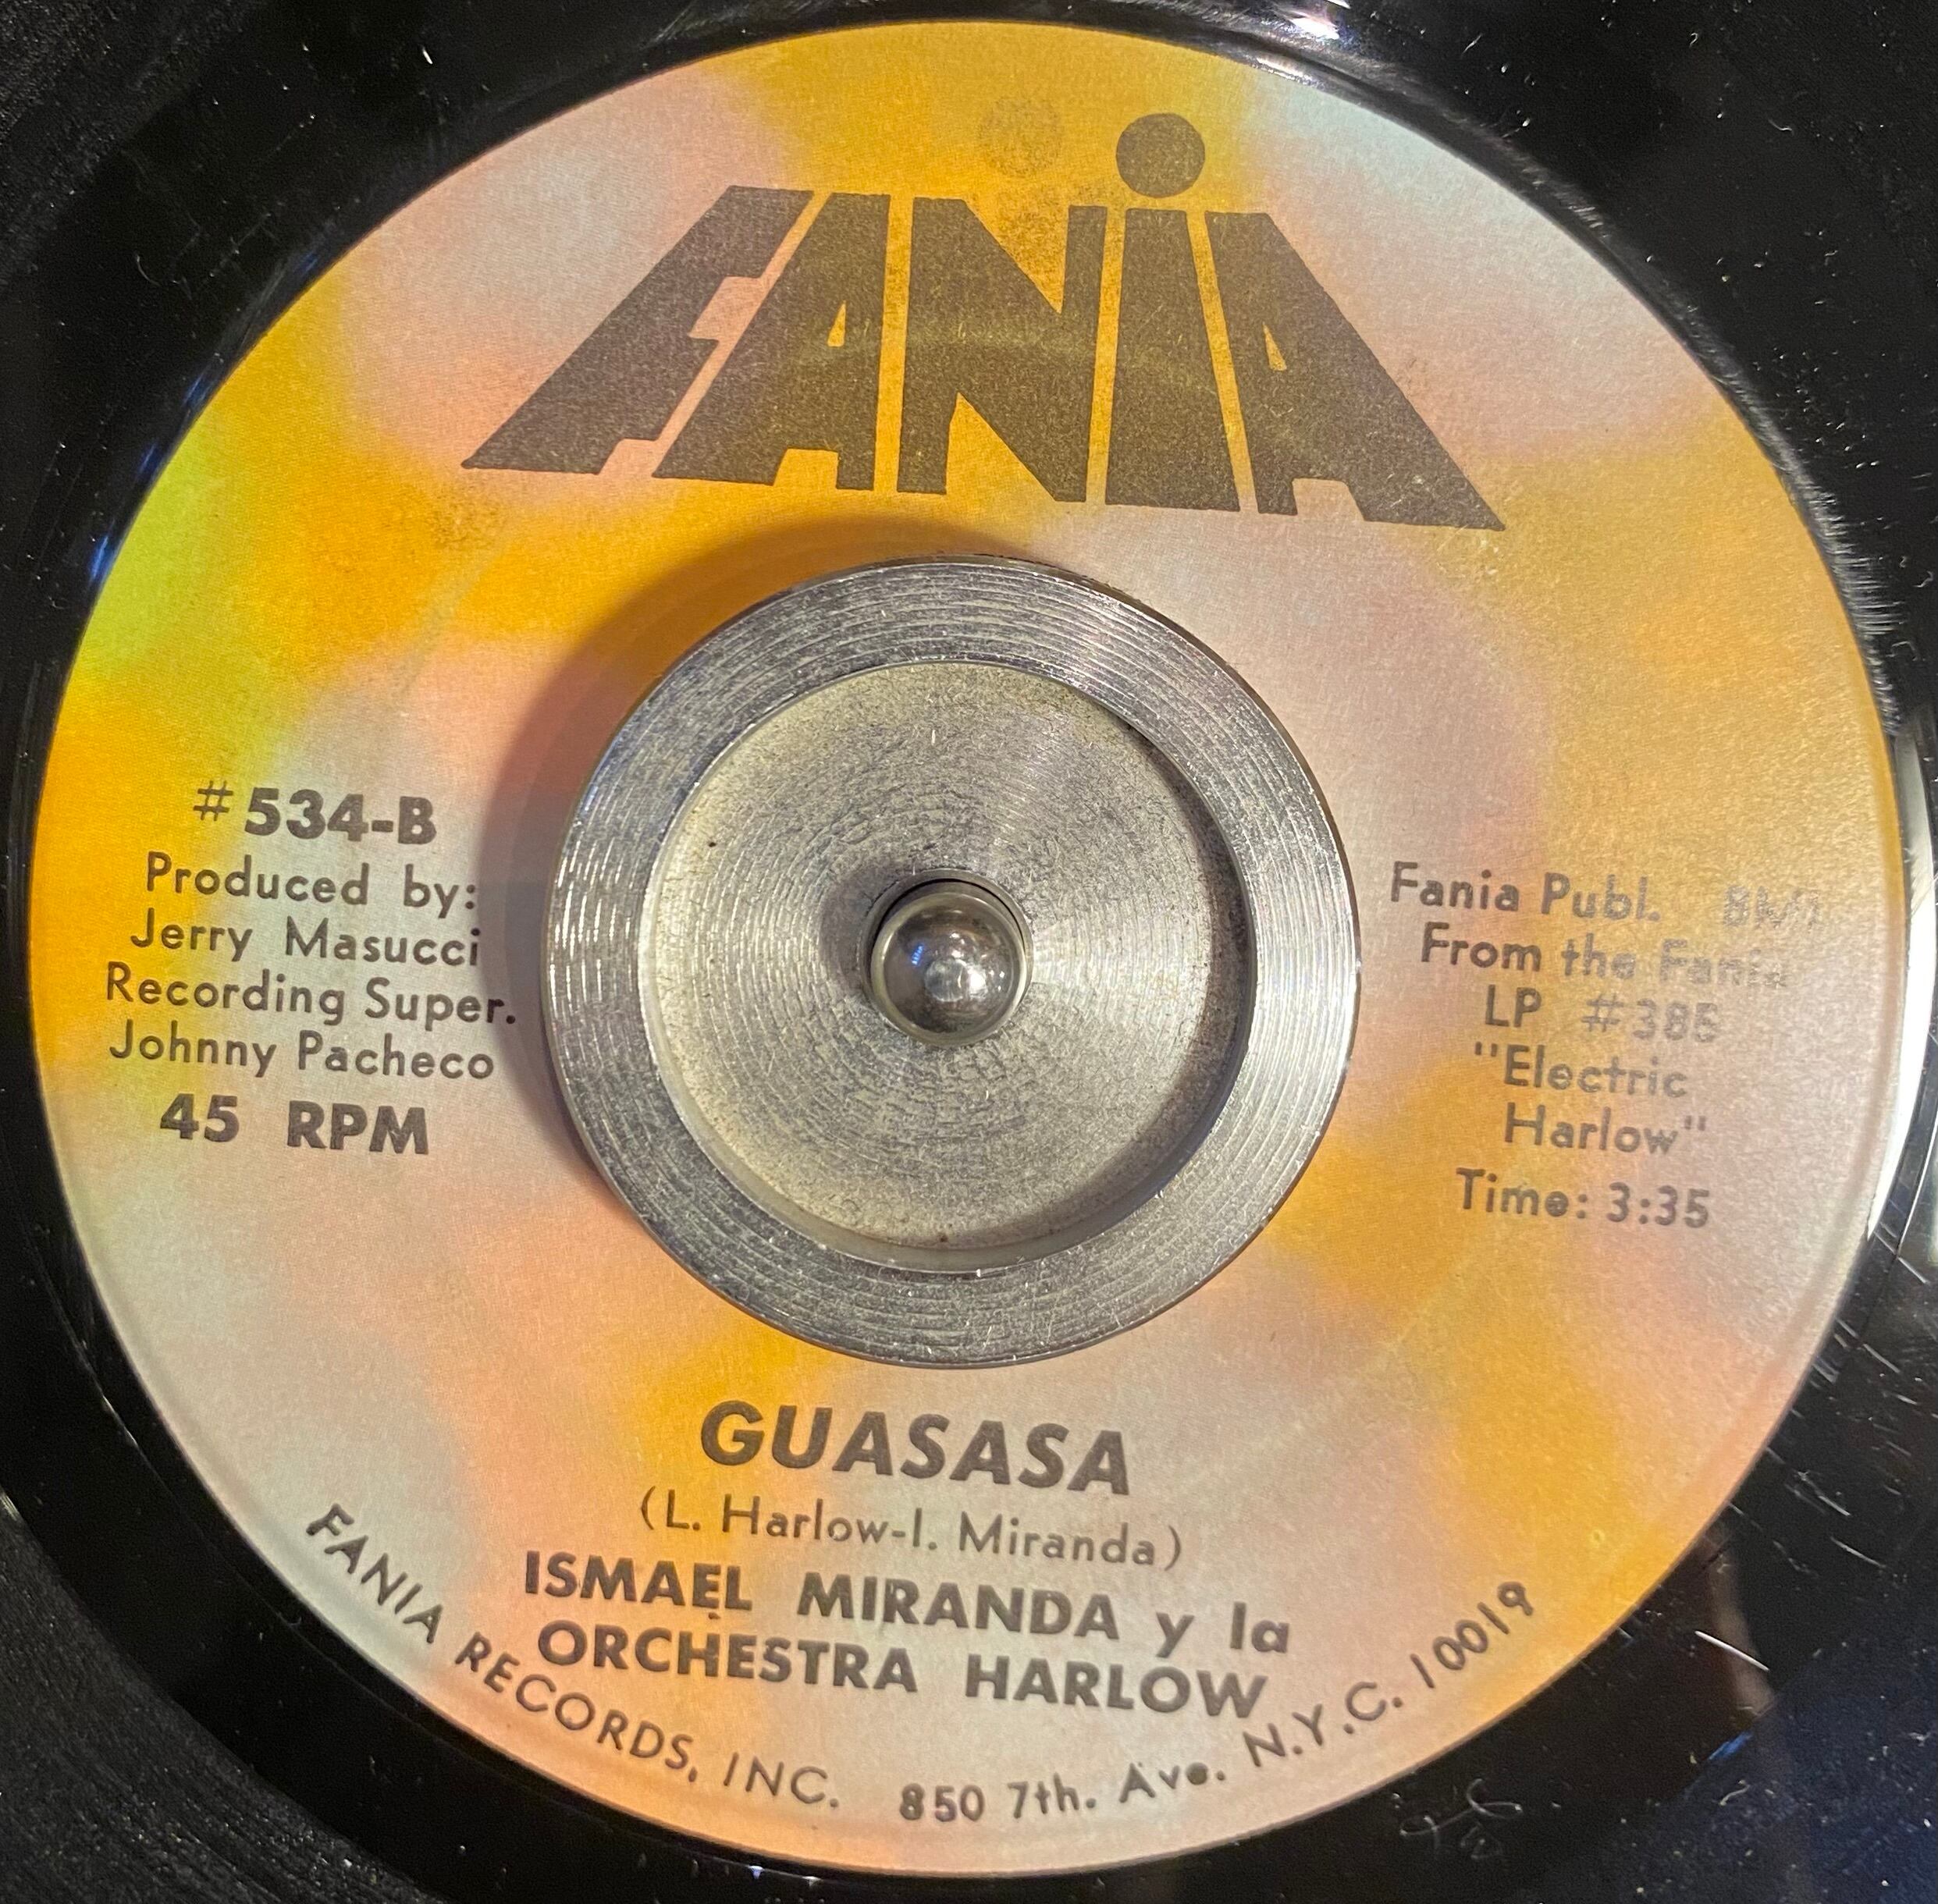 FANiA
#534-B
Produced by:
Jerry Masucci
Recording Super.
Johnny Pacheco
45 RPM
Fania Publ. BMI
From the Fania
LP #385
"Electric
Harlow"
Time: 3:35
GUASASA
(L. Harlow-I. Miranda)
ISMAEL MIRANDA y la
ORCHESTRA HARLOW
FANIA RECORDS, INC. 850 7th. Ave. N.Y.C. 10019